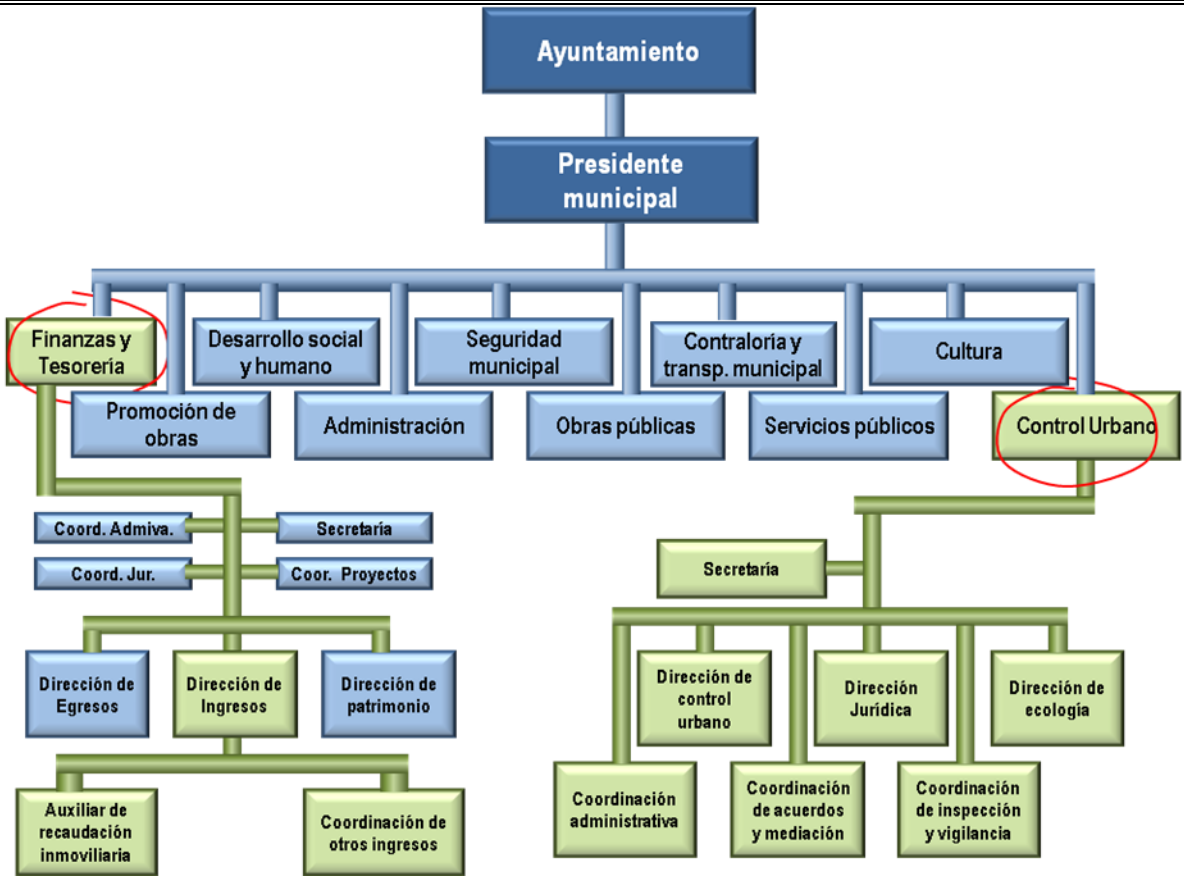 Ayuntamiento
Presidente
municipal
Finanzas y
Tesorería
Desarrollo social
y humano
Seguridad
municipal
Contraloría y
transp. municipal
Cultura
Promoción de
obras
Administración
Obras públicas
Servicios públicos
Control Urbano
Coord. Admiva.
Secretaría
Coord. Jur.
Coor. Proyectos
Secretaría
Dirección de
Egresos
Dirección de
Ingresos
Dirección de
patrimonio
Dirección de
control
urbano
Dirección
Jurídica
Dirección de
ecología
Auxiliar de
recaudación
inmoviliaria
Coordinación de
otros ingresos
Coordinación
administrativa
Coordinación
de acuerdos
y mediación
Coordinación
de inspección
y vigilancia